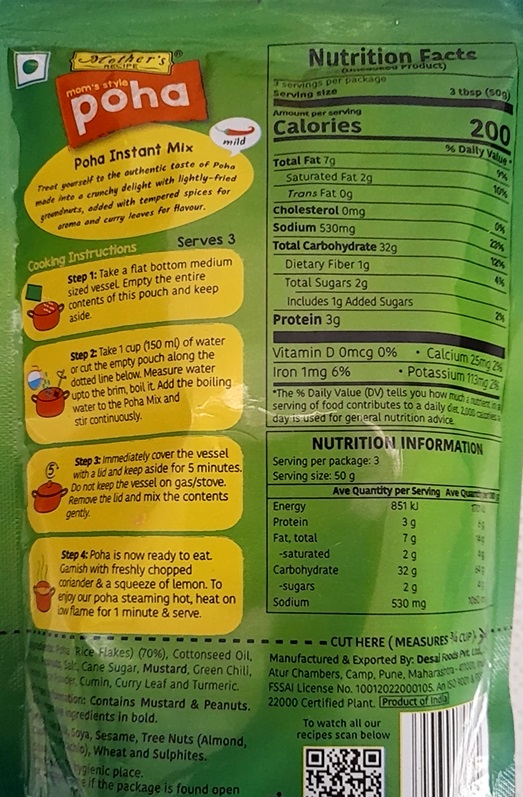 Mother's
RECIPE
®
mom's style
poha
mild
Poha Instant Mix
Treat yourself to the authentic taste of Poha
made into a crunchy delight with lightly-fried
groundnuts, added with tempered spices for
aroma and curry leaves for flavour.
Serves 3
Cooking Instructions
Step 1: Take a flat bottom medium
sized vessel. Empty the entire
contents of this pouch and keep
aside.
Step 2: Take 1 cup (150 ml) of water
or cut the empty pouch along the
dotted line below. Measure water
upto the brim, boil it. Add the boiling
water to the Poha Mix and
stir continuously.
5'
Step 3: Immediately cover the vessel
with a lid and keep aside for 5 minutes.
Do not keep the vessel on gas/stove.
Remove the lid and mix the contents
gently.
Step 4: Poha is now ready to eat.
Garnish with freshly chopped
coriander & a squeeze of lemon. To
enjoy our poha steaming hot, heat on
low flame for 1 minute & serve.
Poha (Rice Flakes) (70%), Cottonseed Oil,
Salt, Cane Sugar, Mustard, Green Chili,
Cumin, Curry Leaf and Turmeric.
Contains Mustard & Peanuts.
ingredients in bold.
Soya, Sesame, Tree Nuts (Almond,
Wheat and Sulphites.
hygienic place.
if the package is found open
Nutrition Facts
(Uncooked Product)
3 servings per package
Serving size 3 tbsp (50g)
Amount per serving
Calories 200
% Daily Value*
Total Fat 7g 9%
Saturated Fat 2g 10%
Trans Fat 0g
Cholesterol 0mg 0%
Sodium 530mg 23%
Total Carbohydrate 32g 12%
Dietary Fiber 1g 4%
Total Sugars 2g
Includes 1g Added Sugars 2%
Protein 3g
Vitamin D 0mcg 0% • Calcium 25mg 2%
Iron 1mg 6% • Potassium 113mg 2%
*The % Daily Value (DV) tells you how much a nutrient in a
serving of food contributes to a daily diet. 2,000 calories a
day is used for general nutrition advice.
NUTRITION INFORMATION
Serving per package: 3
Serving size: 50 g
Ave Quantity per Serving Ave Quantity
Energy 851 kJ
Protein 3 g 6 g
Fat, total 7 g 14 g
-saturated 2 g 4 g
Carbohydrate 32 g 64 g
-sugars 2 g 4 g
Sodium 530 mg
CUT HERE ( MEASURES ¾ CUP )
Manufactured & Exported By: Desai Foods Pvt. Ltd.,
Atur Chambers, Camp, Pune, Maharashtra
FSSAI License No. 10012022000105. An ISO 9001 &
22000 Certified Plant. Product of India
To watch all our
recipes scan below